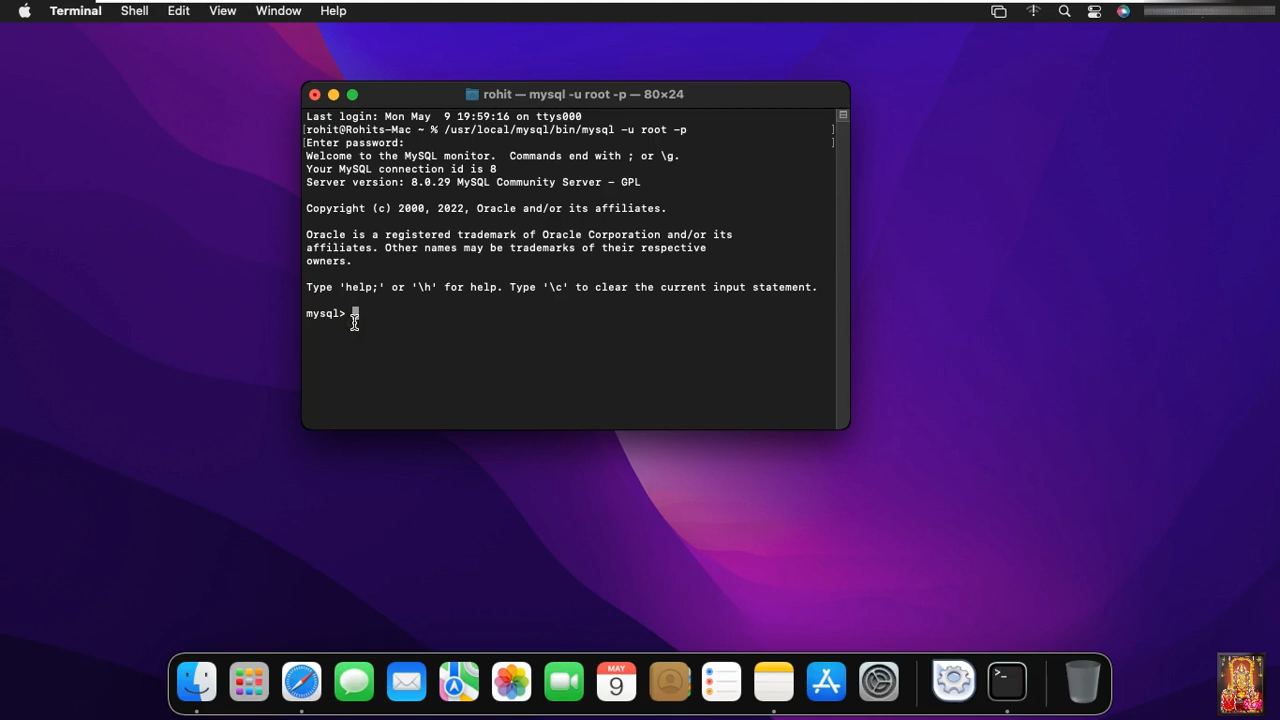 Terminal Shell Edit View Window Help
rohit — mysql -u root -p — 80×24
Last login: Mon May  9 19:59:16 on ttys000
[rohit@Rohits-Mac ~ % /usr/local/mysql/bin/mysql -u root -p ]
[Enter password: ]
Welcome to the MySQL monitor.  Commands end with ; or \g.
Your MySQL connection id is 8
Server version: 8.0.29 MySQL Community Server - GPL
Copyright (c) 2000, 2022, Oracle and/or its affiliates.
Oracle is a registered trademark of Oracle Corporation and/or its
affiliates. Other names may be trademarks of their respective
owners.
Type 'help;' or '\h' for help. Type '\c' to clear the current input statement.
mysql>
MAY
9
>_